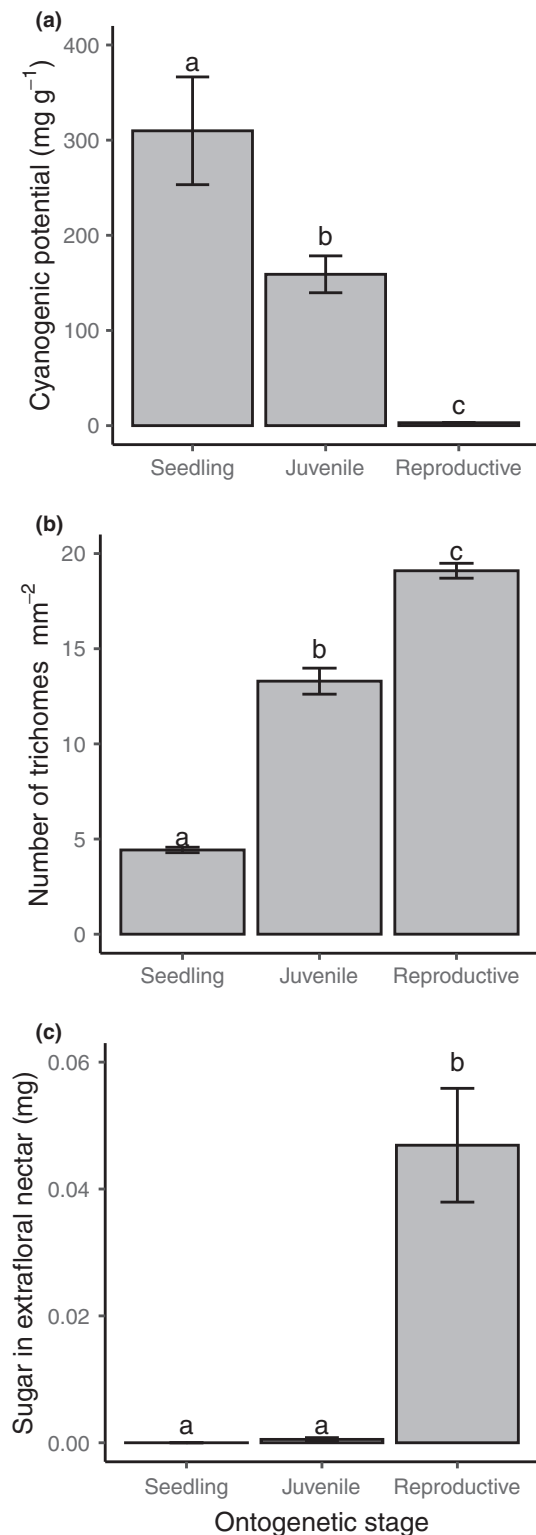 (a)
Cyanogenic potential (mg g⁻¹)
400
300
200
100
0
a
b
c
Seedling Juvenile Reproductive
(b)
Number of trichomes mm⁻²
20
15
10
5
0
a
b
c
Seedling Juvenile Reproductive
(c)
Sugar in extrafloral nectar (mg)
0.06
0.04
0.02
0.00
a
a
b
Seedling Juvenile Reproductive
Ontogenetic stage